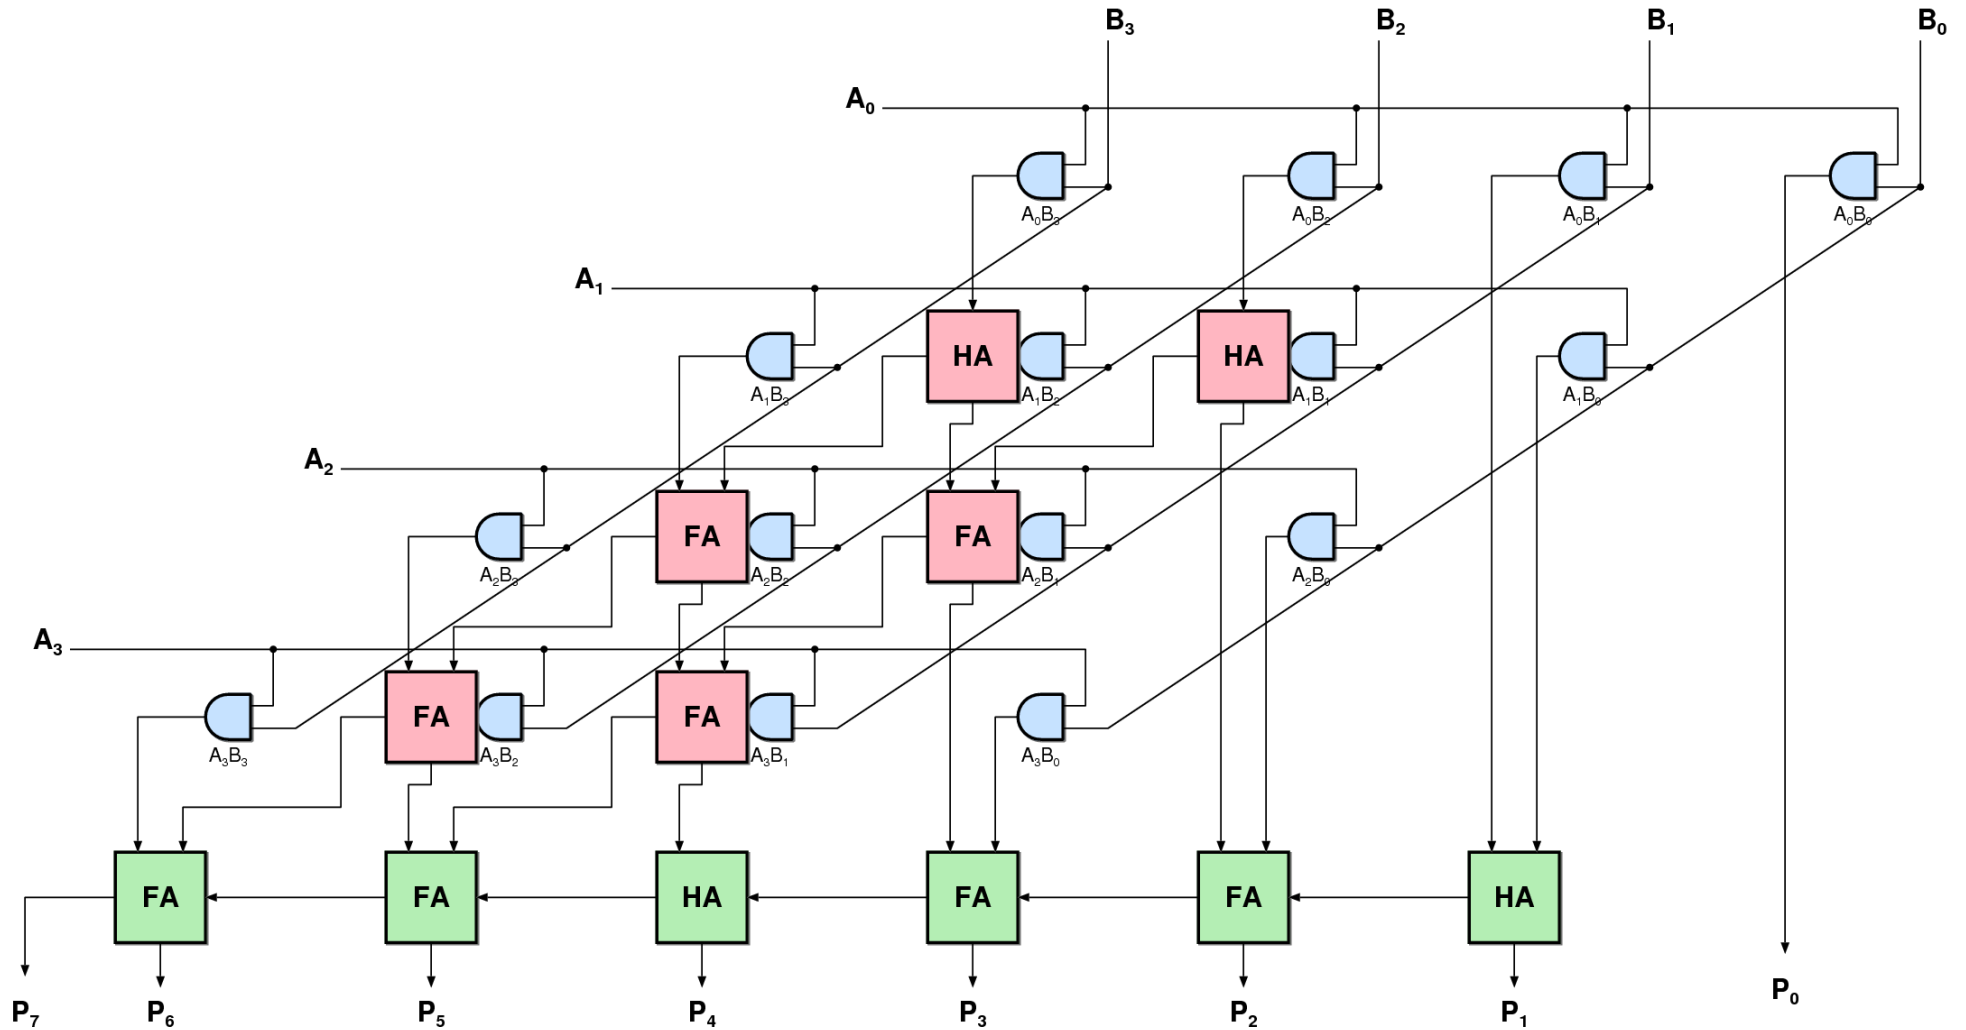 B₃ B₂ B₁ B₀
A₀
A₀B₃ A₀B₂ A₀B₁ A₀B₀
A₁
HA HA
A₁B₃ A₁B₂ A₁B₁ A₁B₀
A₂
FA FA
A₂B₃ A₂B₂ A₂B₁ A₂B₀
A₃
FA FA
A₃B₃ A₃B₂ A₃B₁ A₃B₀
FA FA HA FA FA HA
P₇ P₆ P₅ P₄ P₃ P₂ P₁ P₀